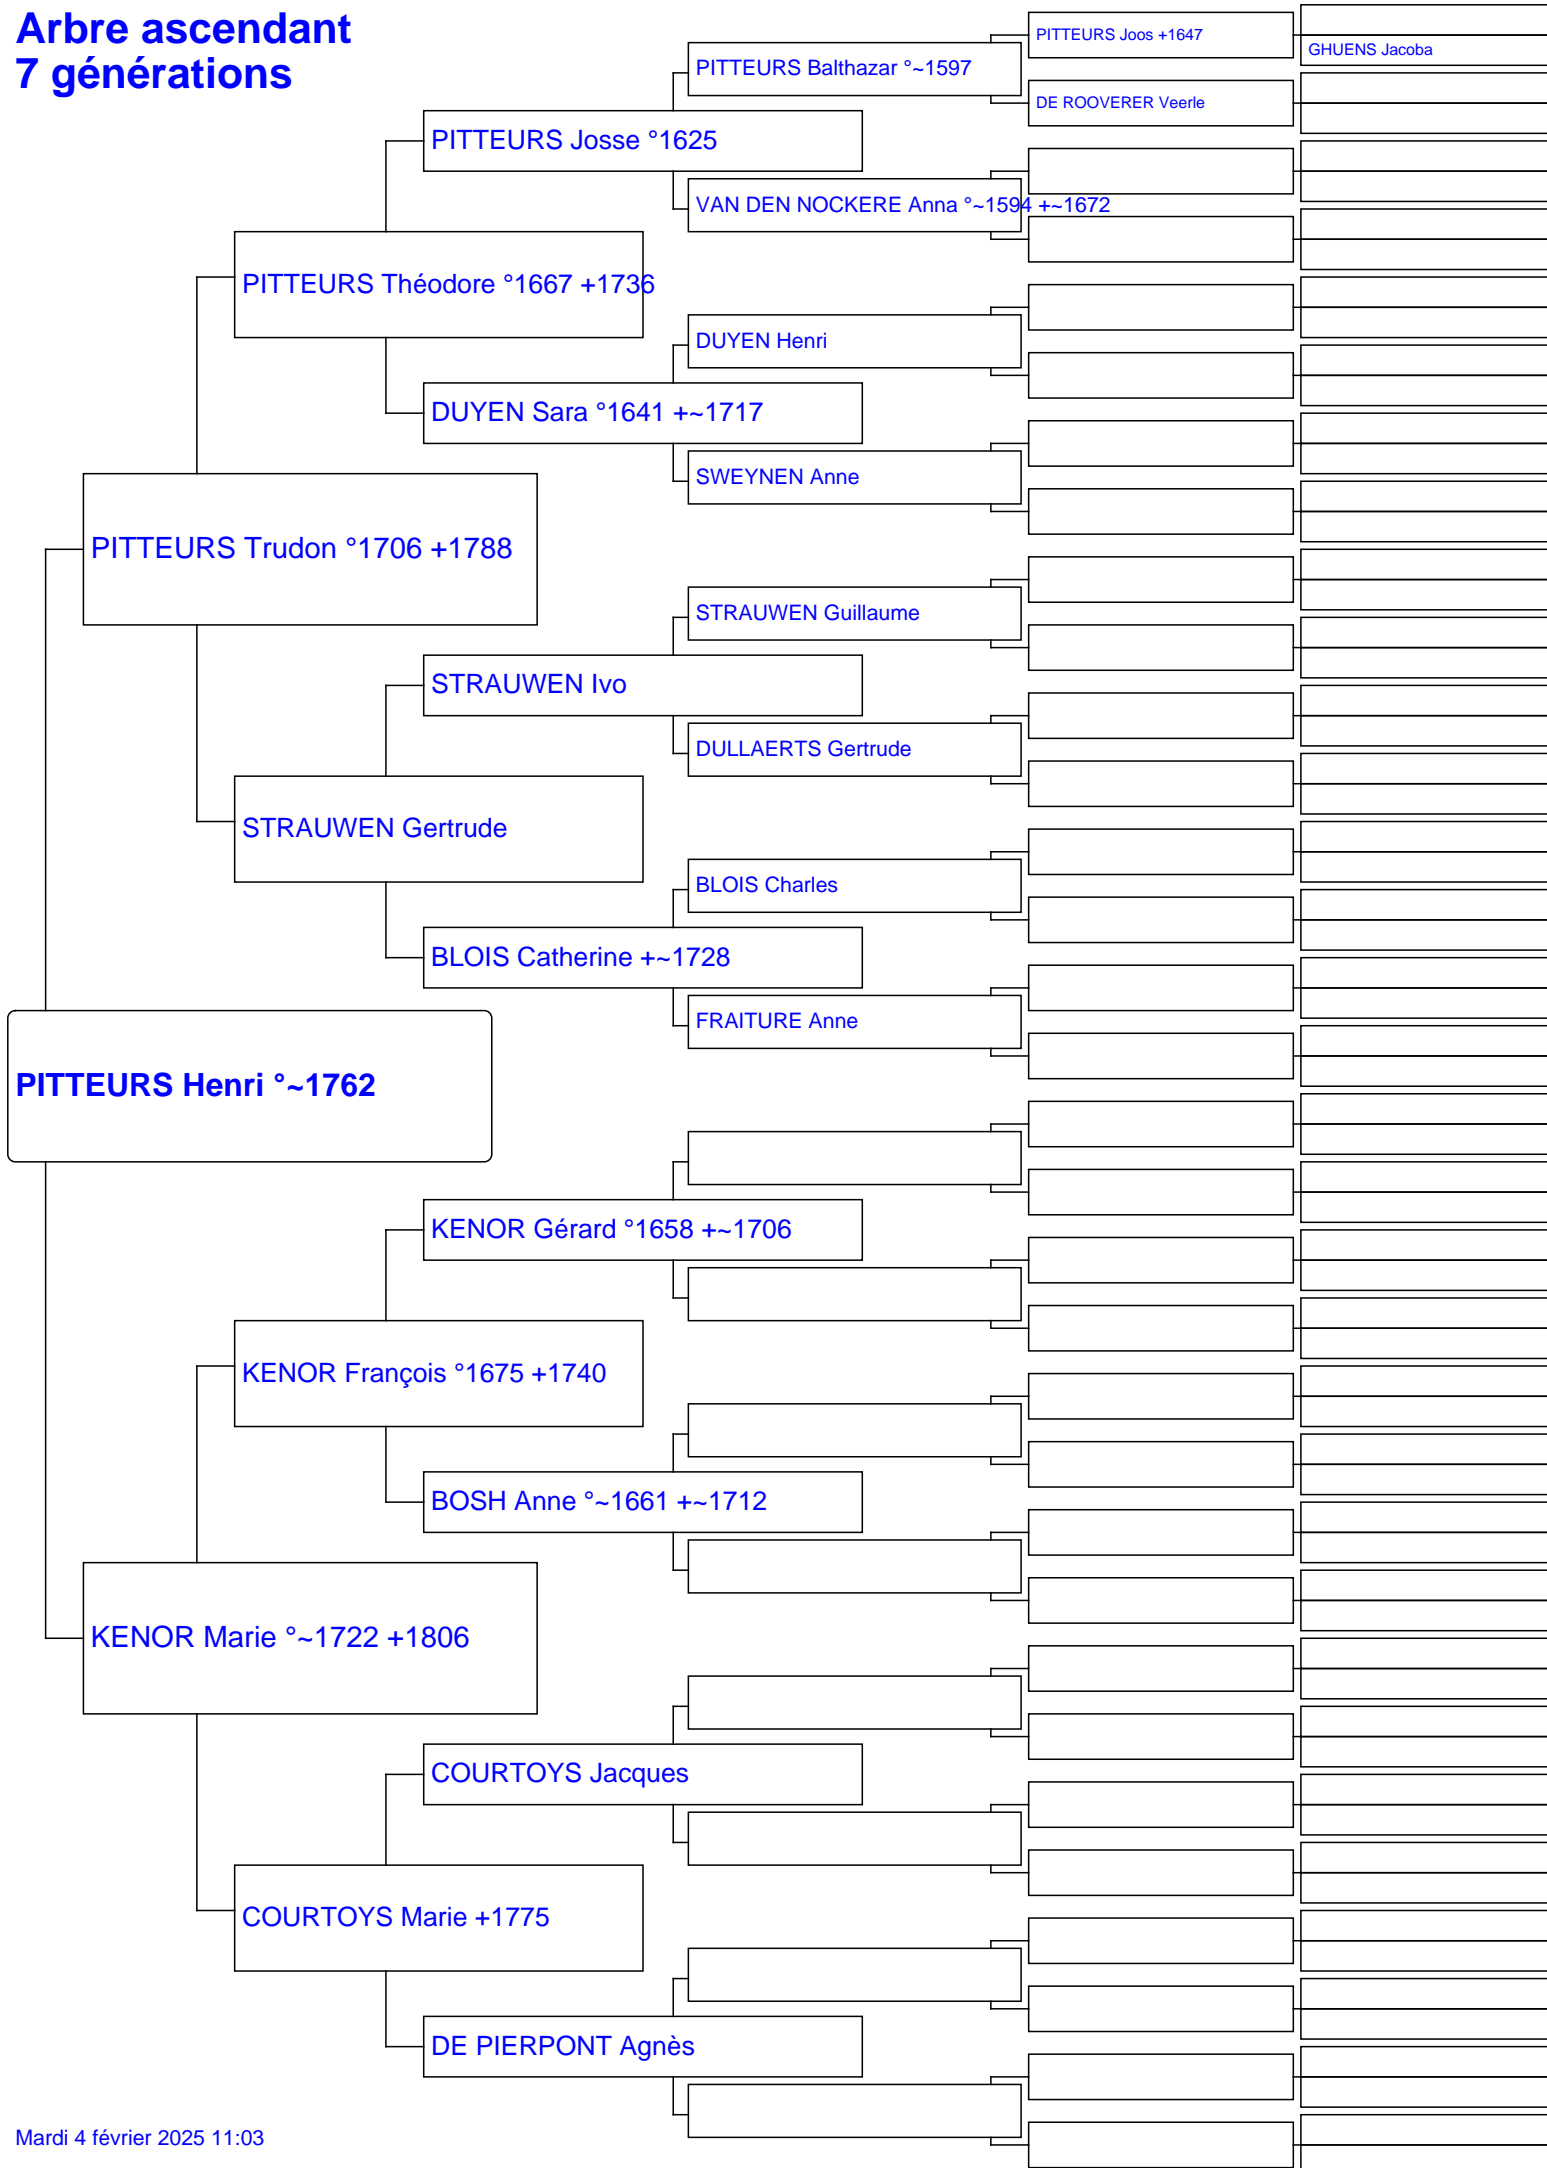 Arbre ascendant
7 générations
PITTEURS Joos +1647
GHUENS Jacoba
PITTEURS Balthazar °~1597
DE ROOVERER Veerle
PITTEURS Josse °1625
VAN DEN NOCKERE Anna °~1594 +~1672
PITTEURS Théodore °1667 +1736
DUYEN Henri
DUYEN Sara °1641 +~1717
SWEYNEN Anne
PITTEURS Trudon °1706 +1788
STRAUWEN Guillaume
STRAUWEN Ivo
DULLAERTS Gertrude
STRAUWEN Gertrude
BLOIS Charles
BLOIS Catherine +~1728
FRAITURE Anne
PITTEURS Henri °~1762
KENOR Gérard °1658 +~1706
KENOR François °1675 +1740
BOSH Anne °~1661 +~1712
KENOR Marie °~1722 +1806
COURTOYS Jacques
COURTOYS Marie +1775
DE PIERPONT Agnès
Mardi 4 février 2025 11:03